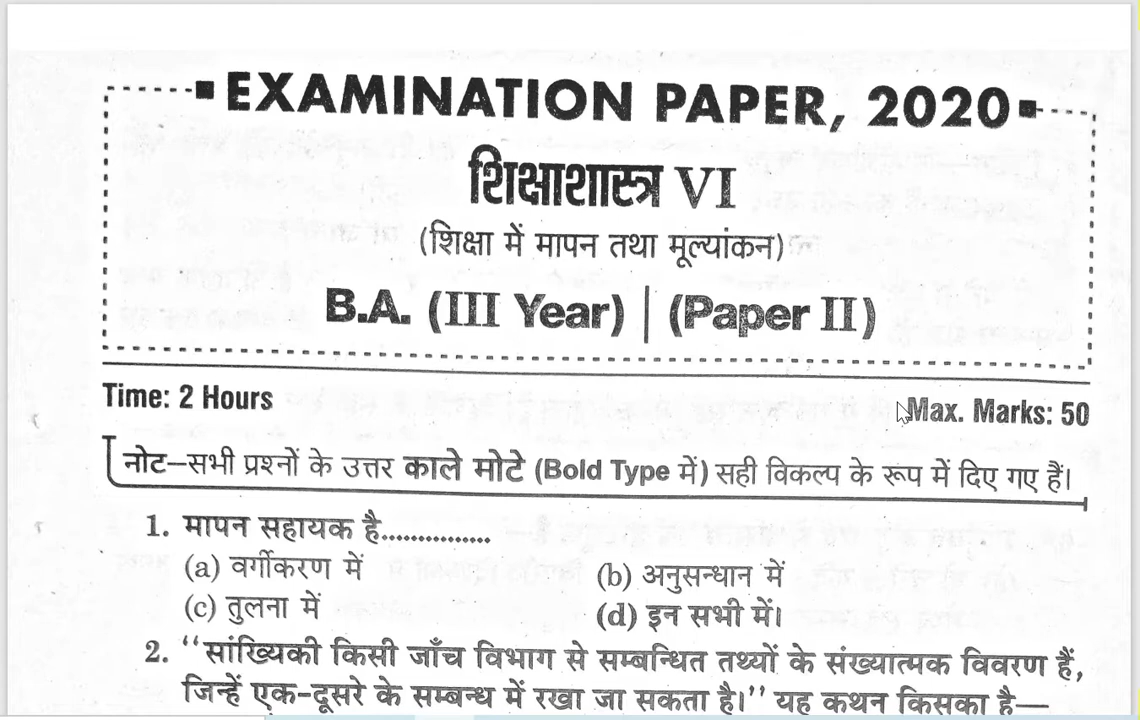 EXAMINATION PAPER, 2020
शिक्षाशास्त्र VI
(शिक्षा में मापन तथा मूल्यांकन)
B.A. (III Year) | (Paper II)
Time: 2 Hours Max. Marks: 50
नोट–सभी प्रश्नों के उत्तर काले मोटे (Bold Type में) सही विकल्प के रूप में दिए गए हैं।
1. मापन सहायक है...............
(a) वर्गीकरण में (b) अनुसन्धान में
(c) तुलना में (d) इन सभी में।
2. “सांख्यिकी किसी जाँच विभाग से सम्बन्धित तथ्यों के संख्यात्मक विवरण हैं,
जिन्हें एक-दूसरे के सम्बन्ध में रखा जा सकता है।” यह कथन किसका है—